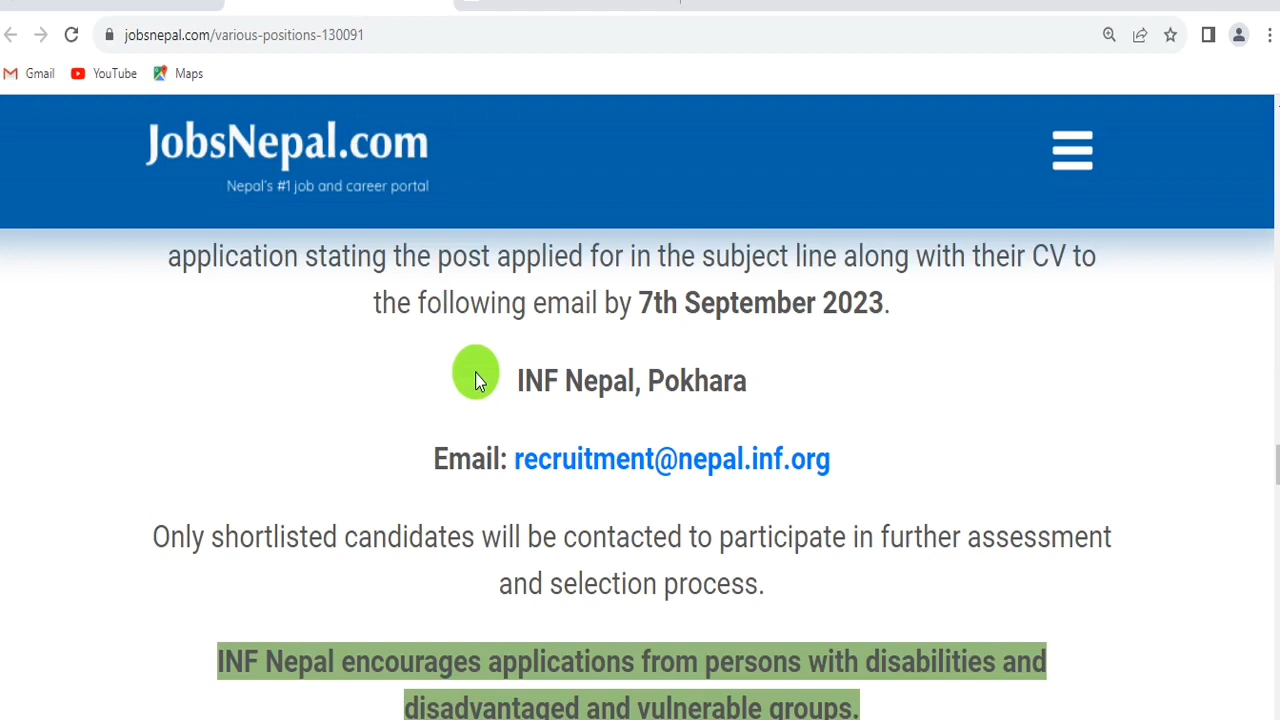 jobsnepal.com/various-positions-130091
Gmail YouTube Maps
JobsNepal.com
Nepal's #1 job and career portal
application stating the post applied for in the subject line along with their CV to
the following email by 7th September 2023.
INF Nepal, Pokhara
Email: recruitment@nepal.inf.org
Only shortlisted candidates will be contacted to participate in further assessment
and selection process.
INF Nepal encourages applications from persons with disabilities and
disadvantaged and vulnerable groups.